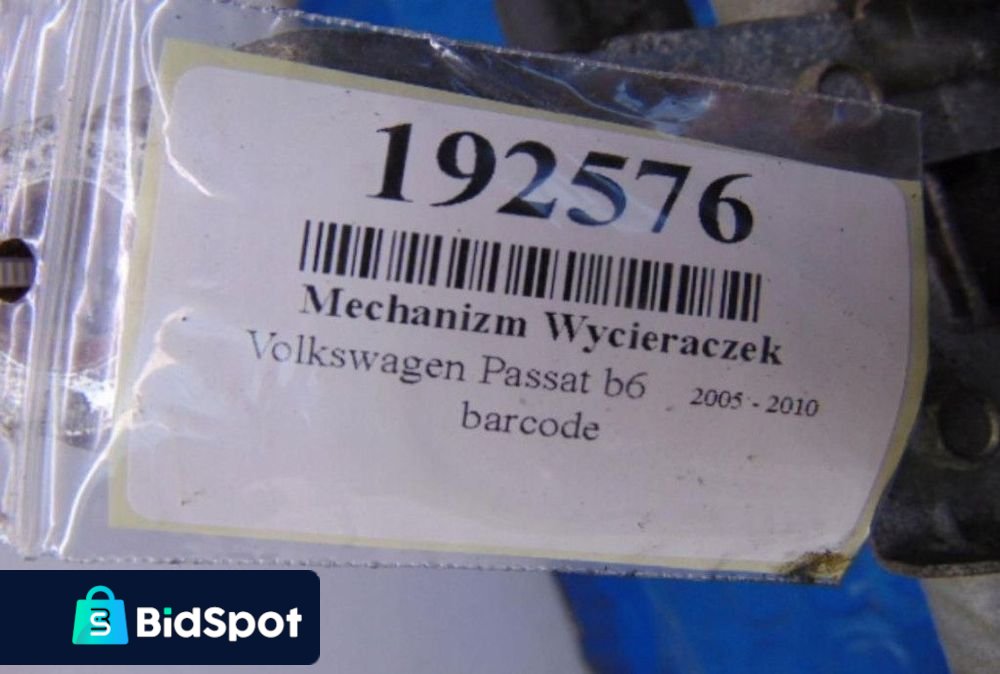 192576
Mechanizm Wycieraczek
Volkswagen Passat b6 2005 - 2010
barcode
BidSpot